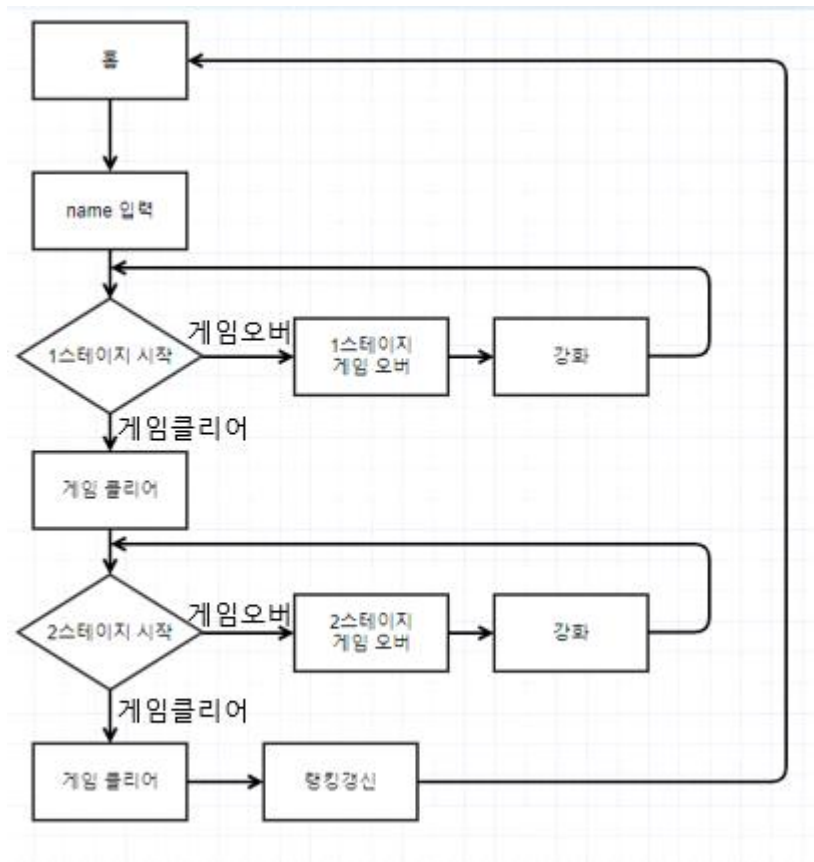 홈
name 입력
1스테이지 시작
게임오버
1스테이지
게임 오버
강화
게임클리어
게임 클리어
2스테이지 시작
게임오버
2스테이지
게임 오버
강화
게임클리어
게임 클리어
랭킹갱신